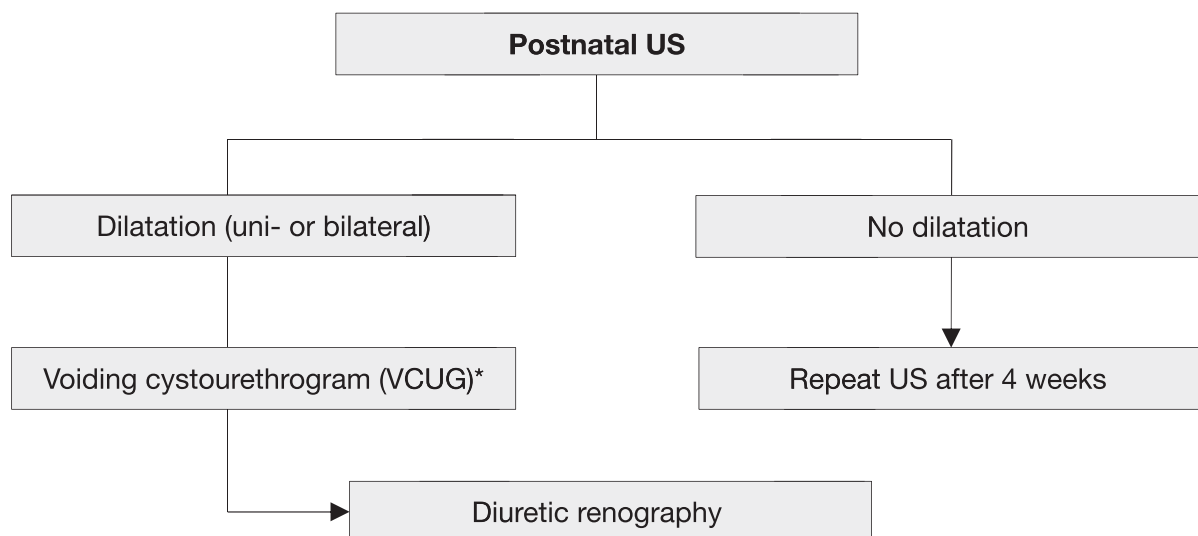 Postnatal US
Dilatation (uni- or bilateral)
No dilatation
Voiding cystourethrogram (VCUG)*
Repeat US after 4 weeks
Diuretic renography